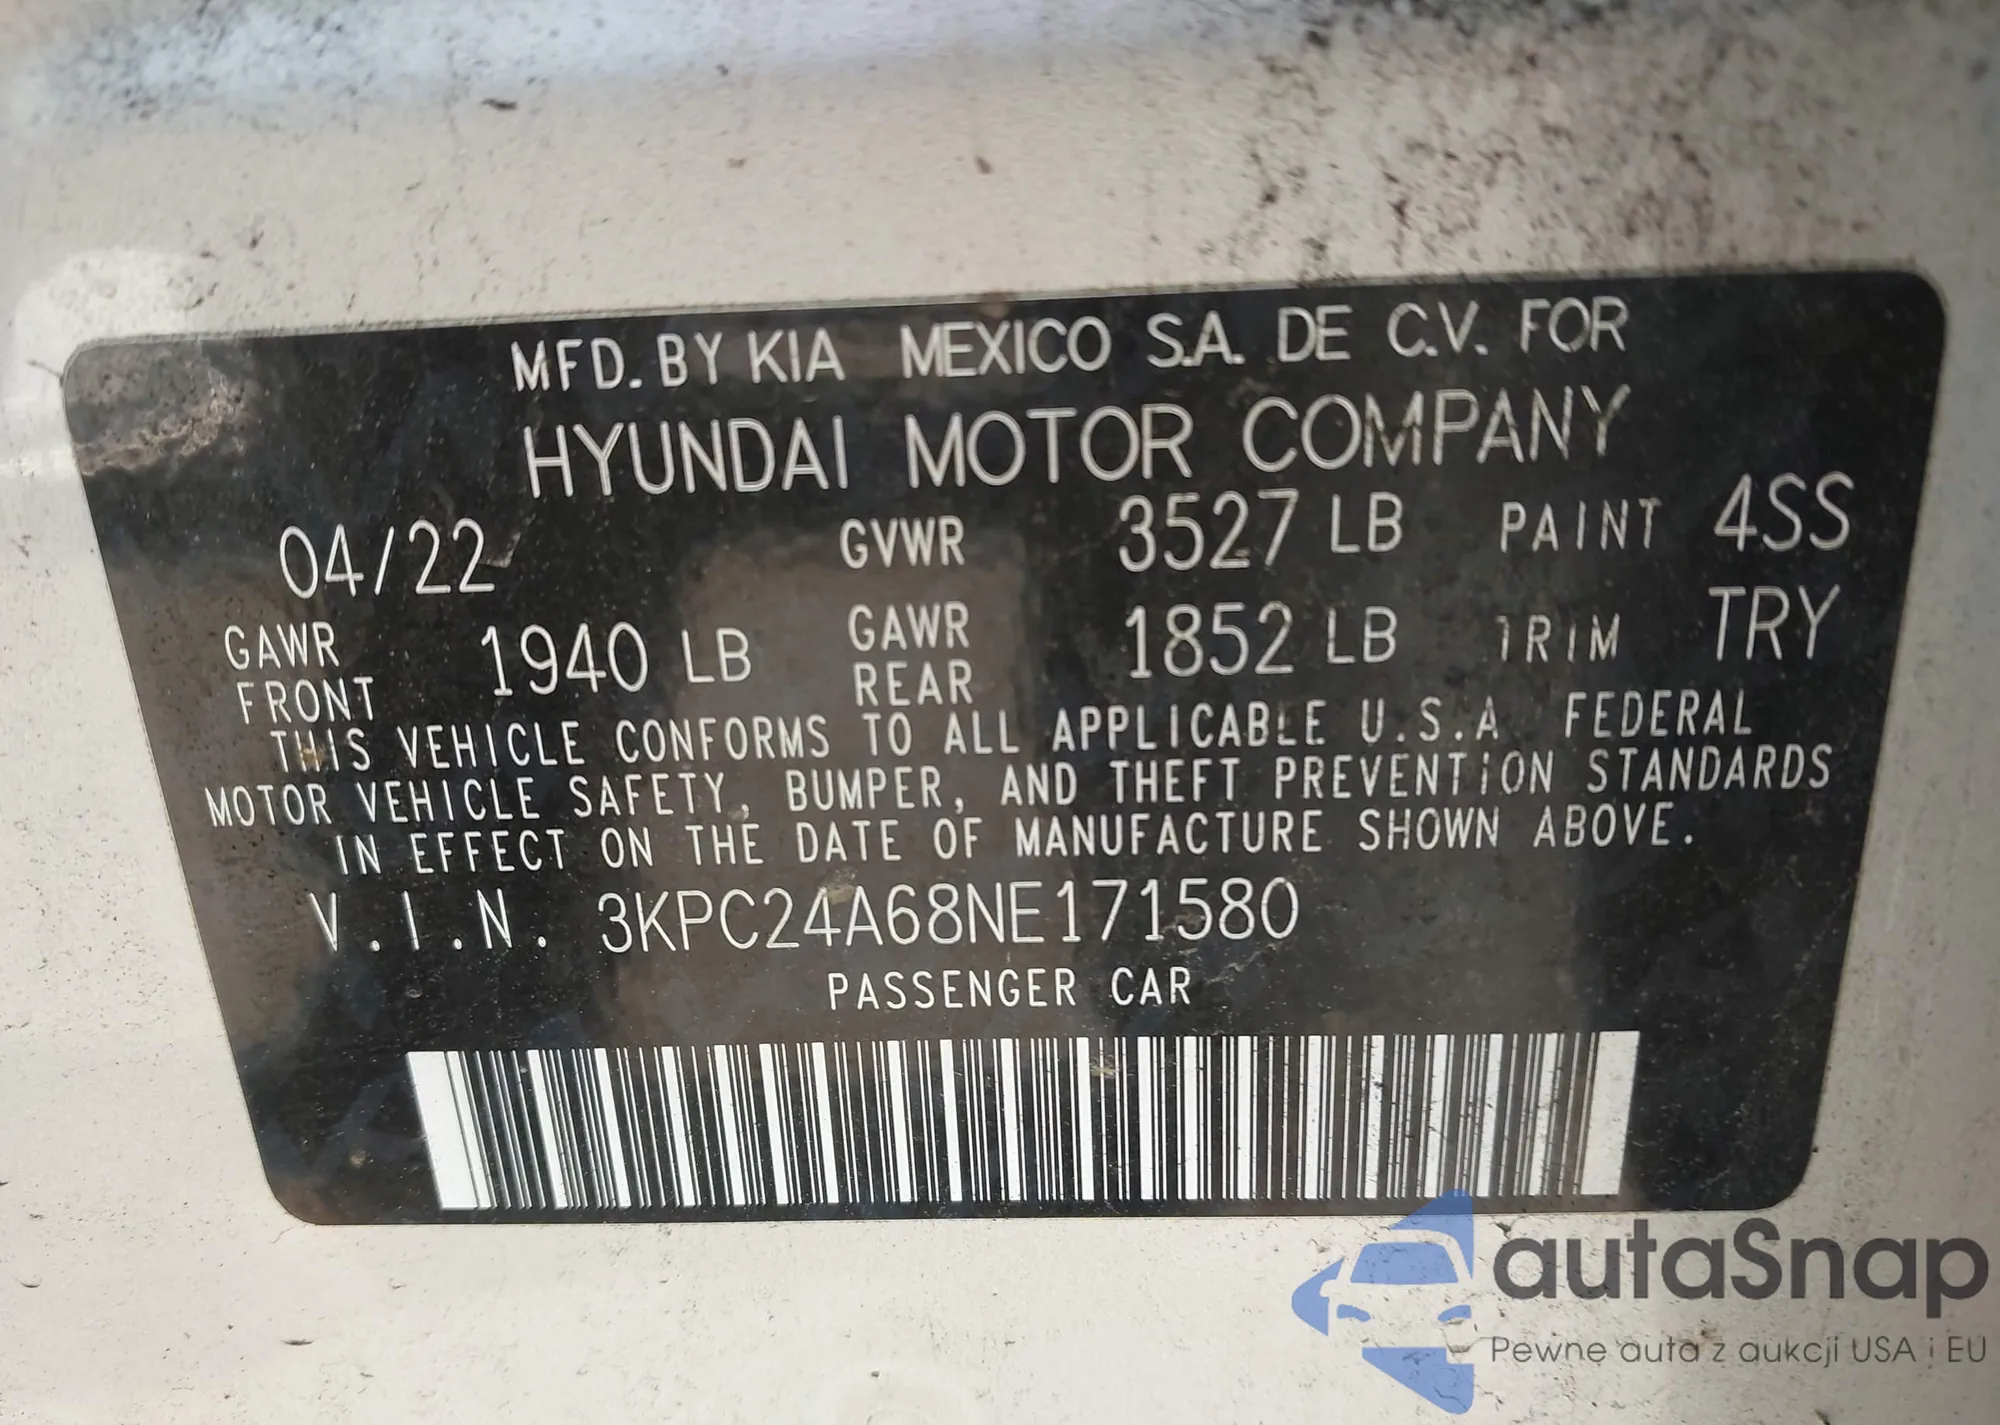 MFD. BY KIA MEXICO S.A. DE C.V. FOR
HYUNDAI MOTOR COMPANY
04/22 GVWR 3527 LB PAINT 4SS
GAWR FRONT 1940 LB GAWR REAR 1852 LB TRIM TRY
THIS VEHICLE CONFORMS TO ALL APPLICABLE U.S.A FEDERAL
MOTOR VEHICLE SAFETY, BUMPER, AND THEFT PREVENTION STANDARDS
IN EFFECT ON THE DATE OF MANUFACTURE SHOWN ABOVE.
V.I.N. 3KPC24A68NE171580
PASSENGER CAR
autaSnap
Pewne auta z aukcji USA i EU